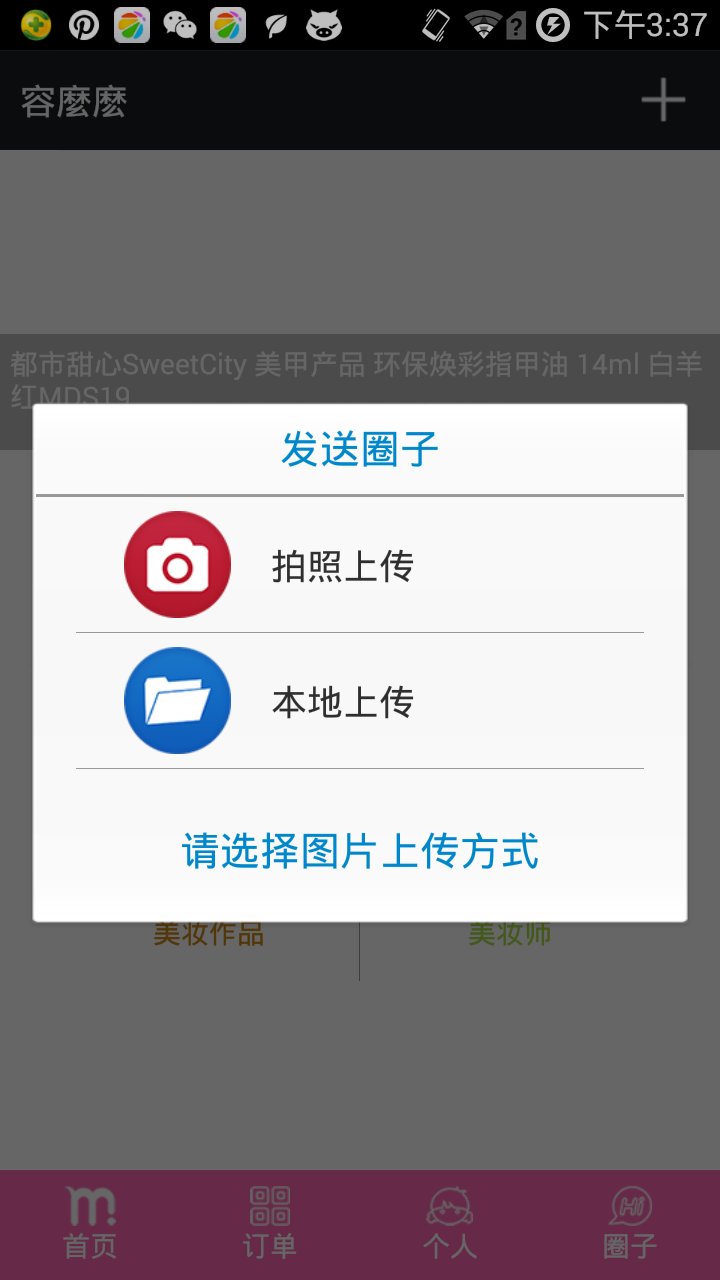 下午3:37
容麼麽
都市甜心SweetCity 美甲产品 环保焕彩指甲油 14ml 白羊
红MDS19
发送圈子
拍照上传
本地上传
请选择图片上传方式
美妆作品
美妆师
首页
订单
个人
Hi
圈子